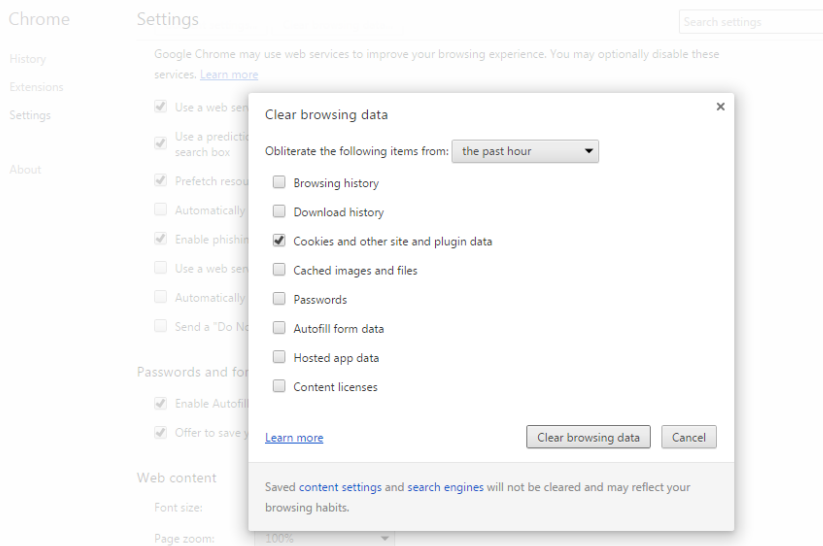 Chrome
Settings
Search settings
History
Extensions
Settings
About
Google Chrome may use web services to improve your browsing experience. You may optionally disable these
services. Learn more
Use a web ser
Use a predicti
search box
Prefetch resou
Automatically
Enable phishin
Use a web ser
Automatically
Send a "Do No
Passwords and for
Enable Autofill
Offer to save y
Web content
Font size:
Page zoom:
100%
Clear browsing data
Obliterate the following items from: the past hour
Browsing history
Download history
Cookies and other site and plugin data
Cached images and files
Passwords
Autofill form data
Hosted app data
Content licenses
Learn more
Clear browsing data
Cancel
Saved content settings and search engines will not be cleared and may reflect your
browsing habits.